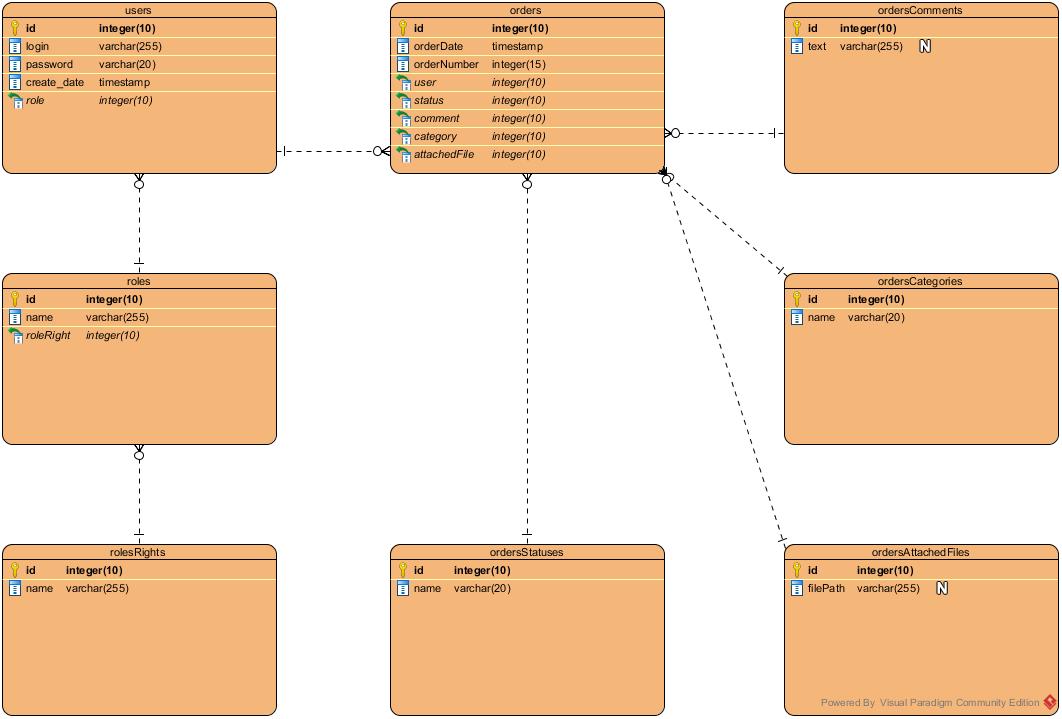 users
id integer(10)
login varchar(255)
password varchar(20)
create_date timestamp
role integer(10)
orders
id integer(10)
orderDate timestamp
orderNumber integer(15)
user integer(10)
status integer(10)
comment integer(10)
category integer(10)
attachedFile integer(10)
ordersComments
id integer(10)
text varchar(255) N
roles
id integer(10)
name varchar(255)
roleRight integer(10)
ordersCategories
id integer(10)
name varchar(20)
rolesRights
id integer(10)
name varchar(255)
ordersStatuses
id integer(10)
name varchar(20)
ordersAttachedFiles
id integer(10)
filePath varchar(255) N
Powered By Visual Paradigm Community Edition